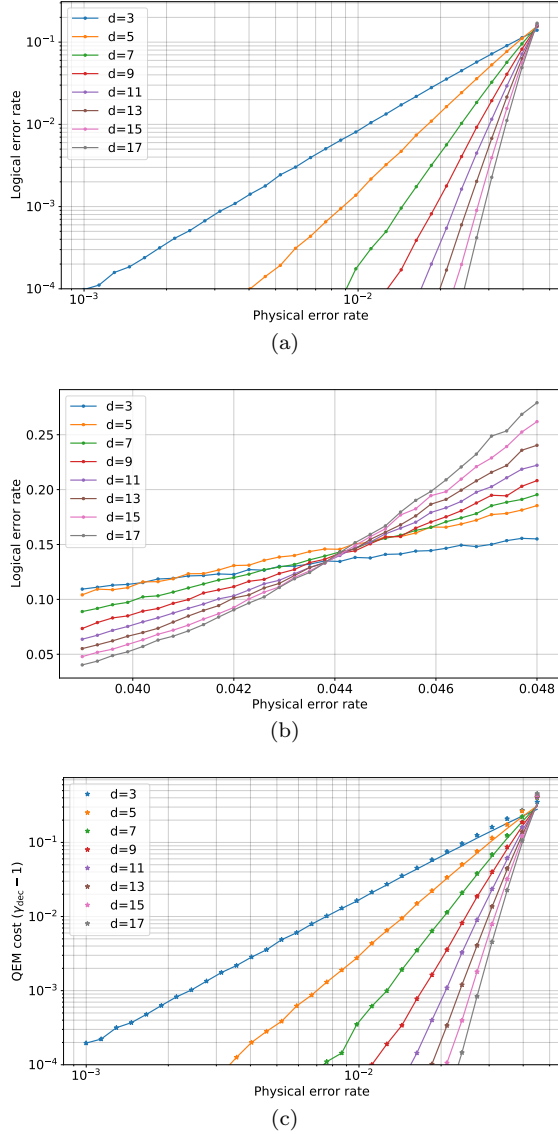 10⁻¹
10⁻²
10⁻³
10⁻⁴
Logical error rate
d=3
d=5
d=7
d=9
d=11
d=13
d=15
d=17
10⁻³
10⁻²
Physical error rate
(a)
0.25
0.20
0.15
0.10
0.05
Logical error rate
d=3
d=5
d=7
d=9
d=11
d=13
d=15
d=17
0.040
0.042
0.044
0.046
0.048
Physical error rate
(b)
10⁻¹
10⁻²
10⁻³
10⁻⁴
QEM cost (γdec − 1)
d=3
d=5
d=7
d=9
d=11
d=13
d=15
d=17
10⁻³
10⁻²
Physical error rate
(c)